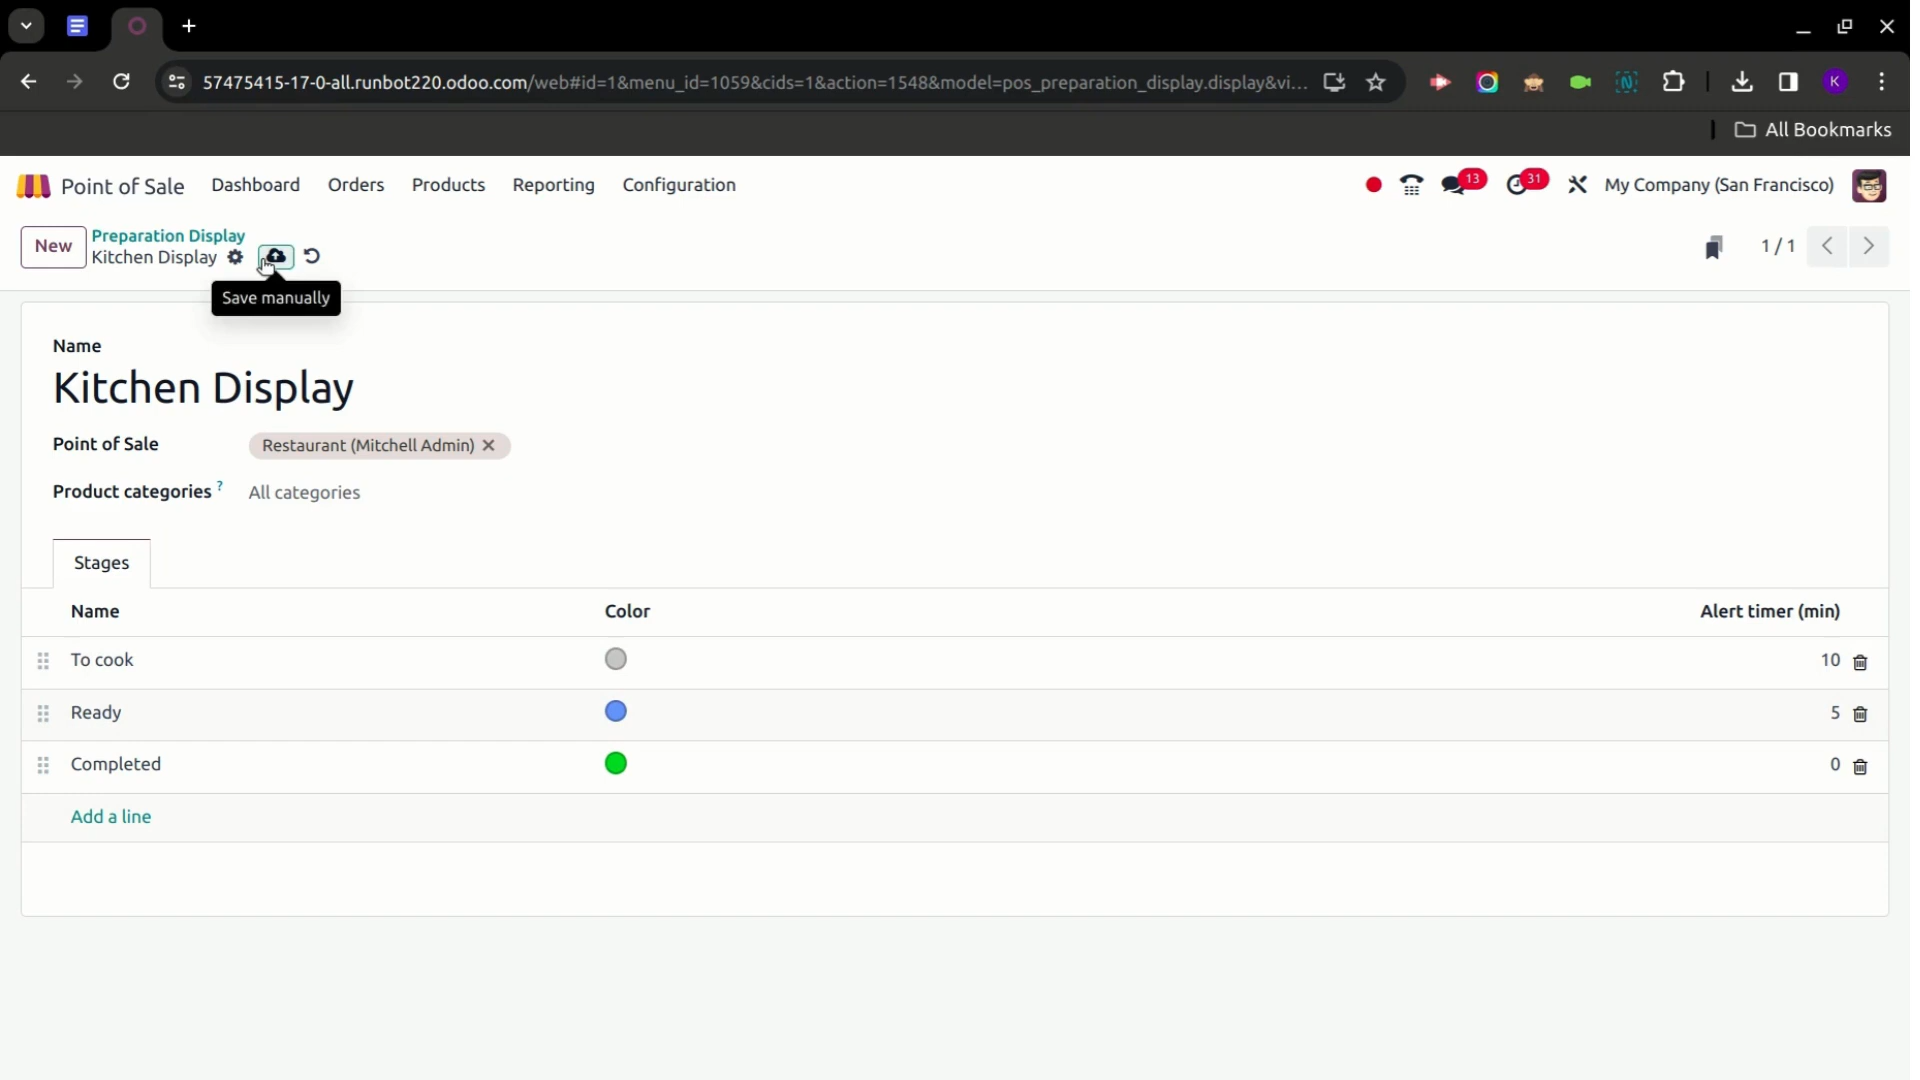 57475415-17-0-all.runbot220.odoo.com/web#id=1&menu_id=1059&cids=1&action=1548&model=pos_preparation_display.display&vi...
K
All Bookmarks
Point of Sale Dashboard Orders Products Reporting Configuration 13 31 My Company (San Francisco)
New Preparation Display
Kitchen Display 1 / 1
Save manually
Name
Kitchen Display
Point of Sale Restaurant (Mitchell Admin)
Product categories ? All categories
Stages
Name Color Alert timer (min)
To cook 10
Ready 5
Completed 0
Add a line